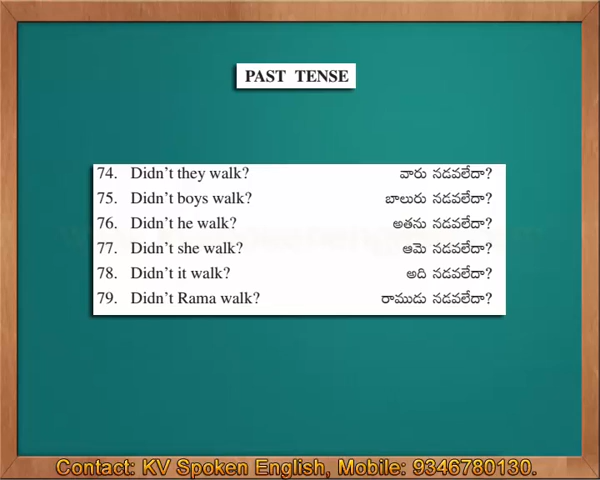 PAST TENSE
74. Didn't they walk? వారు నడవలేదా?
75. Didn't boys walk? బాలురు నడవలేదా?
76. Didn't he walk? అతను నడవలేదా?
77. Didn't she walk? ఆమె నడవలేదా?
78. Didn't it walk? అది నడవలేదా?
79. Didn't Rama walk? రాముడు నడవలేదా?
Contact: KV Spoken English, Mobile: 9346780130.